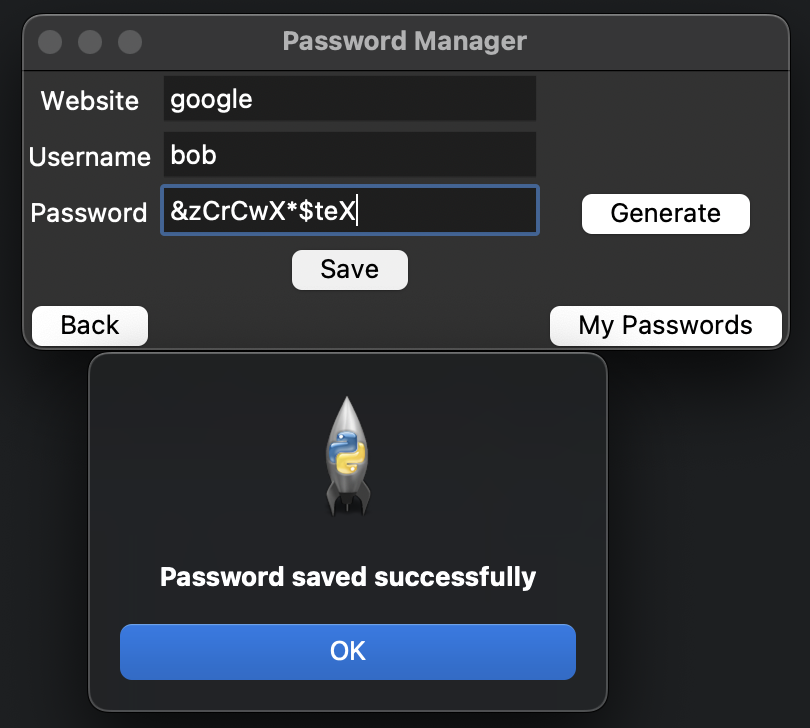 Password Manager
Website google
Username bob
Password &zCrCwX*$teX Generate
Save
Back My Passwords
Password saved successfully
OK